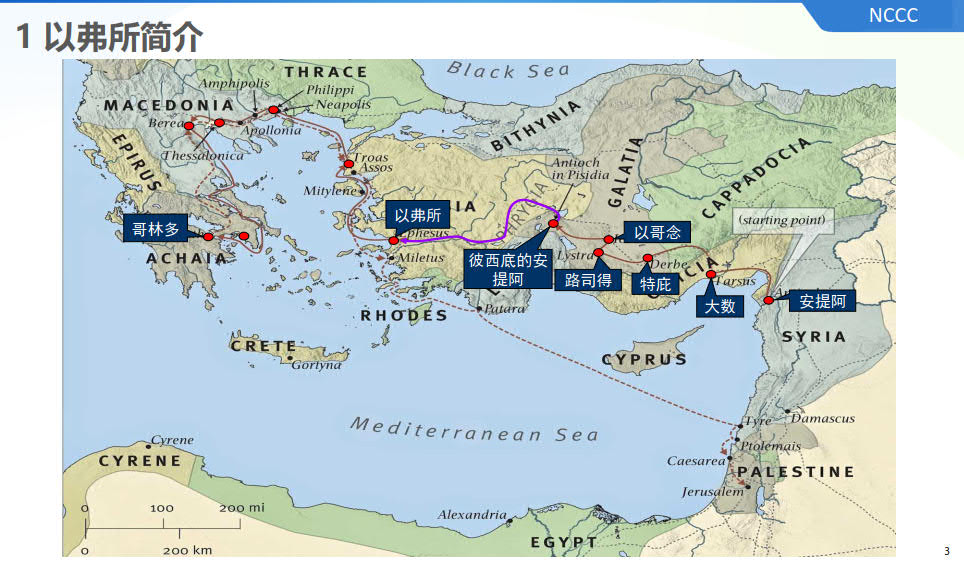 NCCC
1 以弗所简介
Black Sea
THRACE
Amphipolis
Philippi
Neapolis
MACEDONIA
Berea
Apollonia
Thessalonica
BITHYNIA
EPIRUS
Troas
Assos
Antioch
in Pisidia
GALATIA
CAPPADOCIA
Mitylene
以弗所
(starting point)
哥林多
以哥念
Lystra
Derbe
ACHAIA
Miletus
彼西底的安
提阿
路司得
特庇
Tarsus
大数
安提阿
Patara
RHODES
SYRIA
CRETE
Gortyna
CYPRUS
Mediterranean Sea
Tyre
Damascus
Cyrene
Ptolemais
CYRENE
Caesarea
PALESTINE
Jerusalem
0 100 200 mi
Alexandria
EGYPT
0 200 km
3